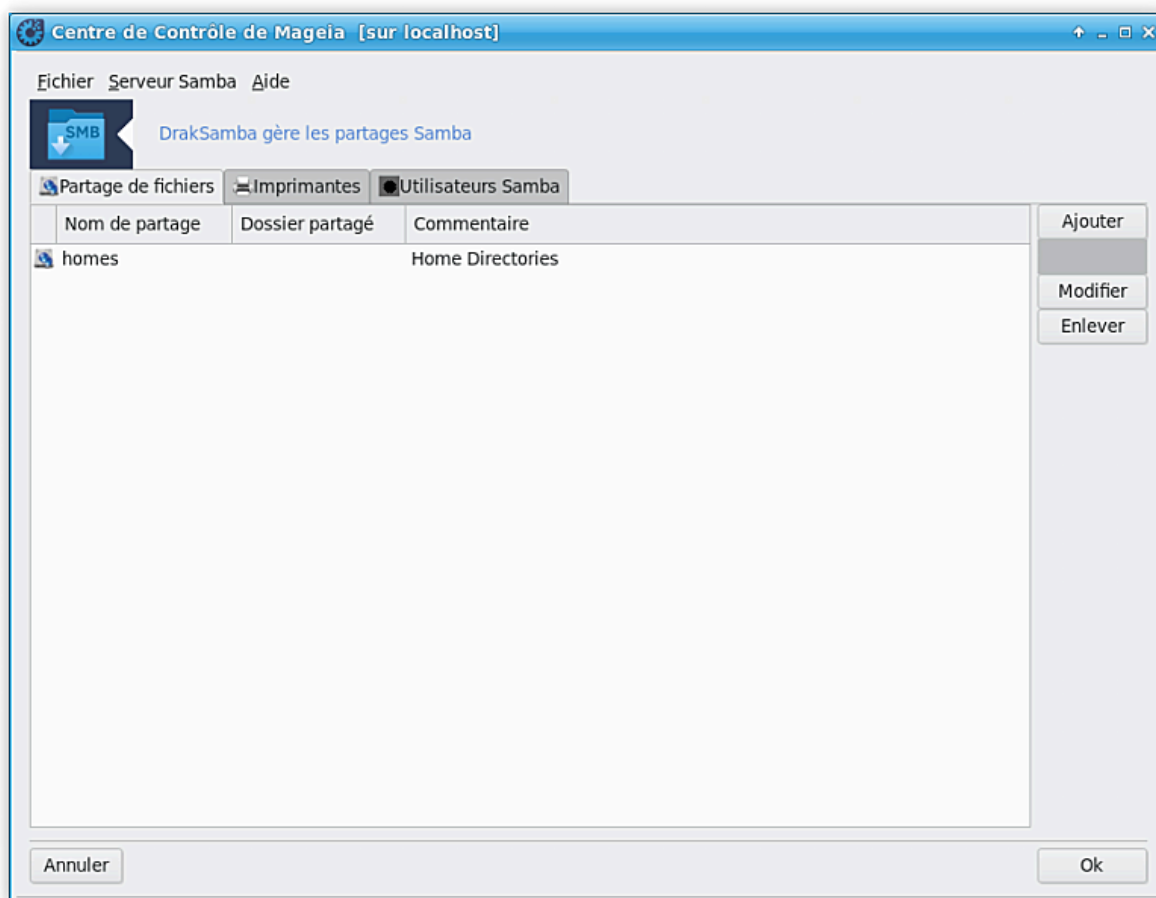 Centre de Contrôle de Mageia [sur localhost]
Fichier Serveur Samba Aide
SMB
DrakSamba gère les partages Samba
Partage de fichiers Imprimantes Utilisateurs Samba
Nom de partage Dossier partagé Commentaire Ajouter
homes Home Directories
Modifier
Enlever
Annuler Ok